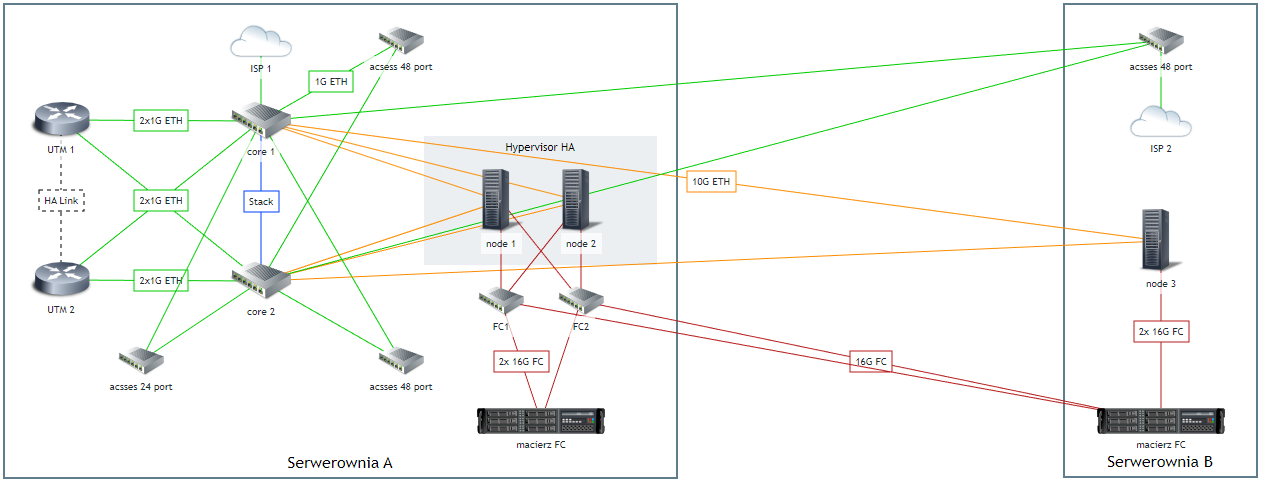 ISP 1
acsses 48 port
1G ETH
acsses 48 port
2x1G ETH
UTM 1
core 1
ISP 2
Hypervisor HA
10G ETH
HA Link
2x1G ETH
Stack
node 1
node 2
2x1G ETH
node 3
UTM 2
core 2
FC1
FC2
2x 16G FC
2x 16G FC
16G FC
acsses 24 port
acsses 48 port
macierz FC
macierz FC
Serwerownia A
Serwerownia B